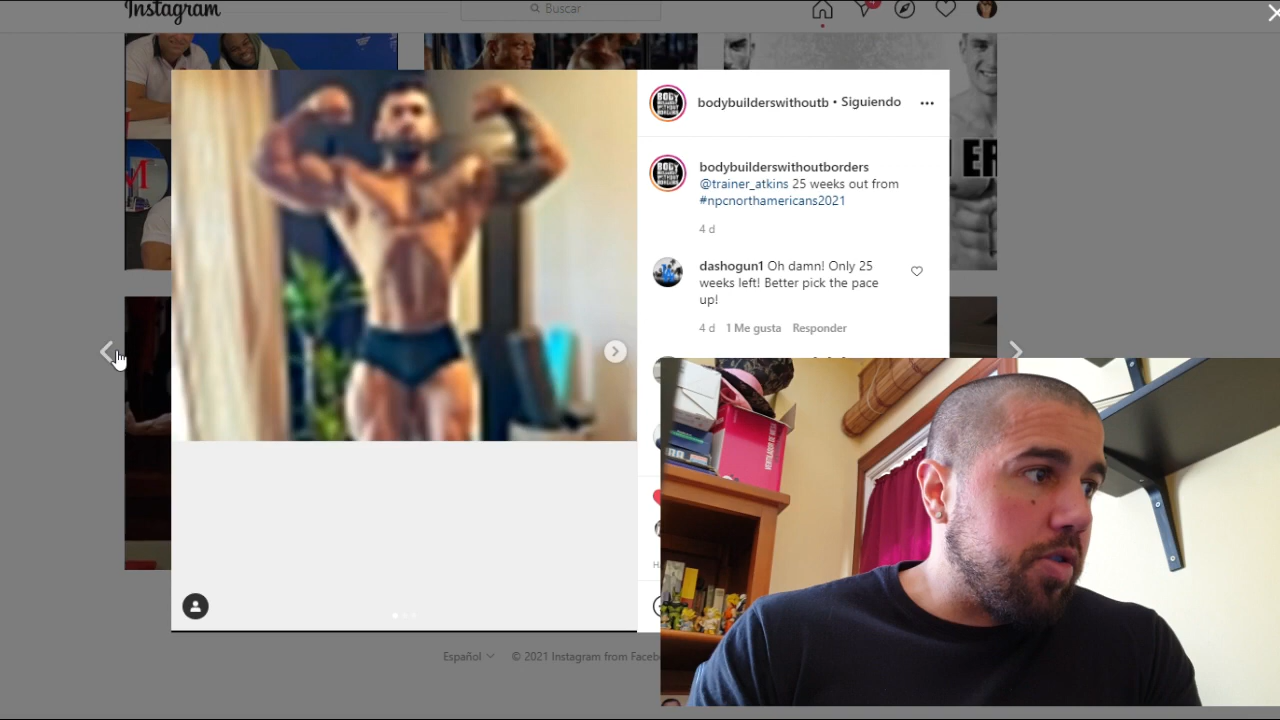 Instagram
Buscar
bodybuilderswithoutb • Siguiendo
bodybuilderswithoutborders
@trainer_atkins 25 weeks out from
#npcnorthamericans2021
4 d
dashogun1 Oh damn! Only 25
weeks left! Better pick the pace
up!
4 d 1 Me gusta Responder
ER
M
Español
© 2021 Instagram from Faceb